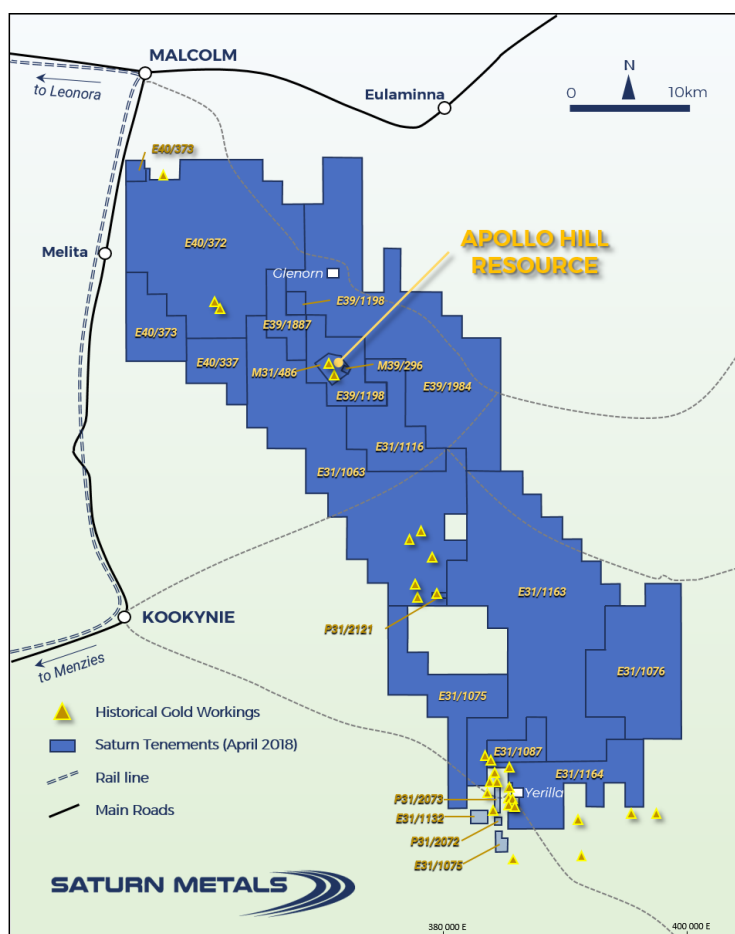 MALCOLM
to Leonora
Eulaminna
N
0 10km
E40/373
Melita
E40/372
Glenorn
APOLLO HILL
RESOURCE
E39/1198
E39/1887
E40/373
E40/337
M31/486
M39/296
E39/1198
E39/1984
E31/1116
E31/1063
E31/1163
KOOKYNIE
P31/2121
to Menzies
E31/1076
E31/1075
Historical Gold Workings
Saturn Tenements (April 2018)
Rail line
Main Roads
E31/1087
E31/1164
P31/2073
Yerilla
E31/1132
P31/2072
E31/1075
SATURN METALS
380 000 E
400 000 E